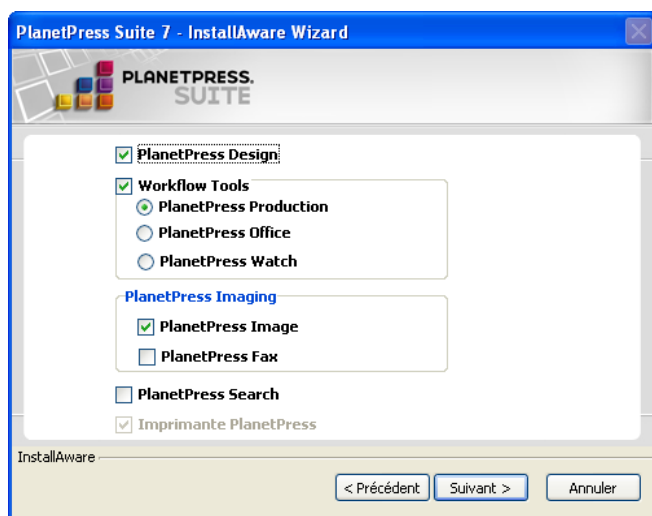 PlanetPress Suite 7 - InstallAware Wizard
PLANETPRESS.
SUITE
PlanetPress Design
Workflow Tools
PlanetPress Production
PlanetPress Office
PlanetPress Watch
PlanetPress Imaging
PlanetPress Image
PlanetPress Fax
PlanetPress Search
Imprimante PlanetPress
InstallAware
< Précédent Suivant > Annuler